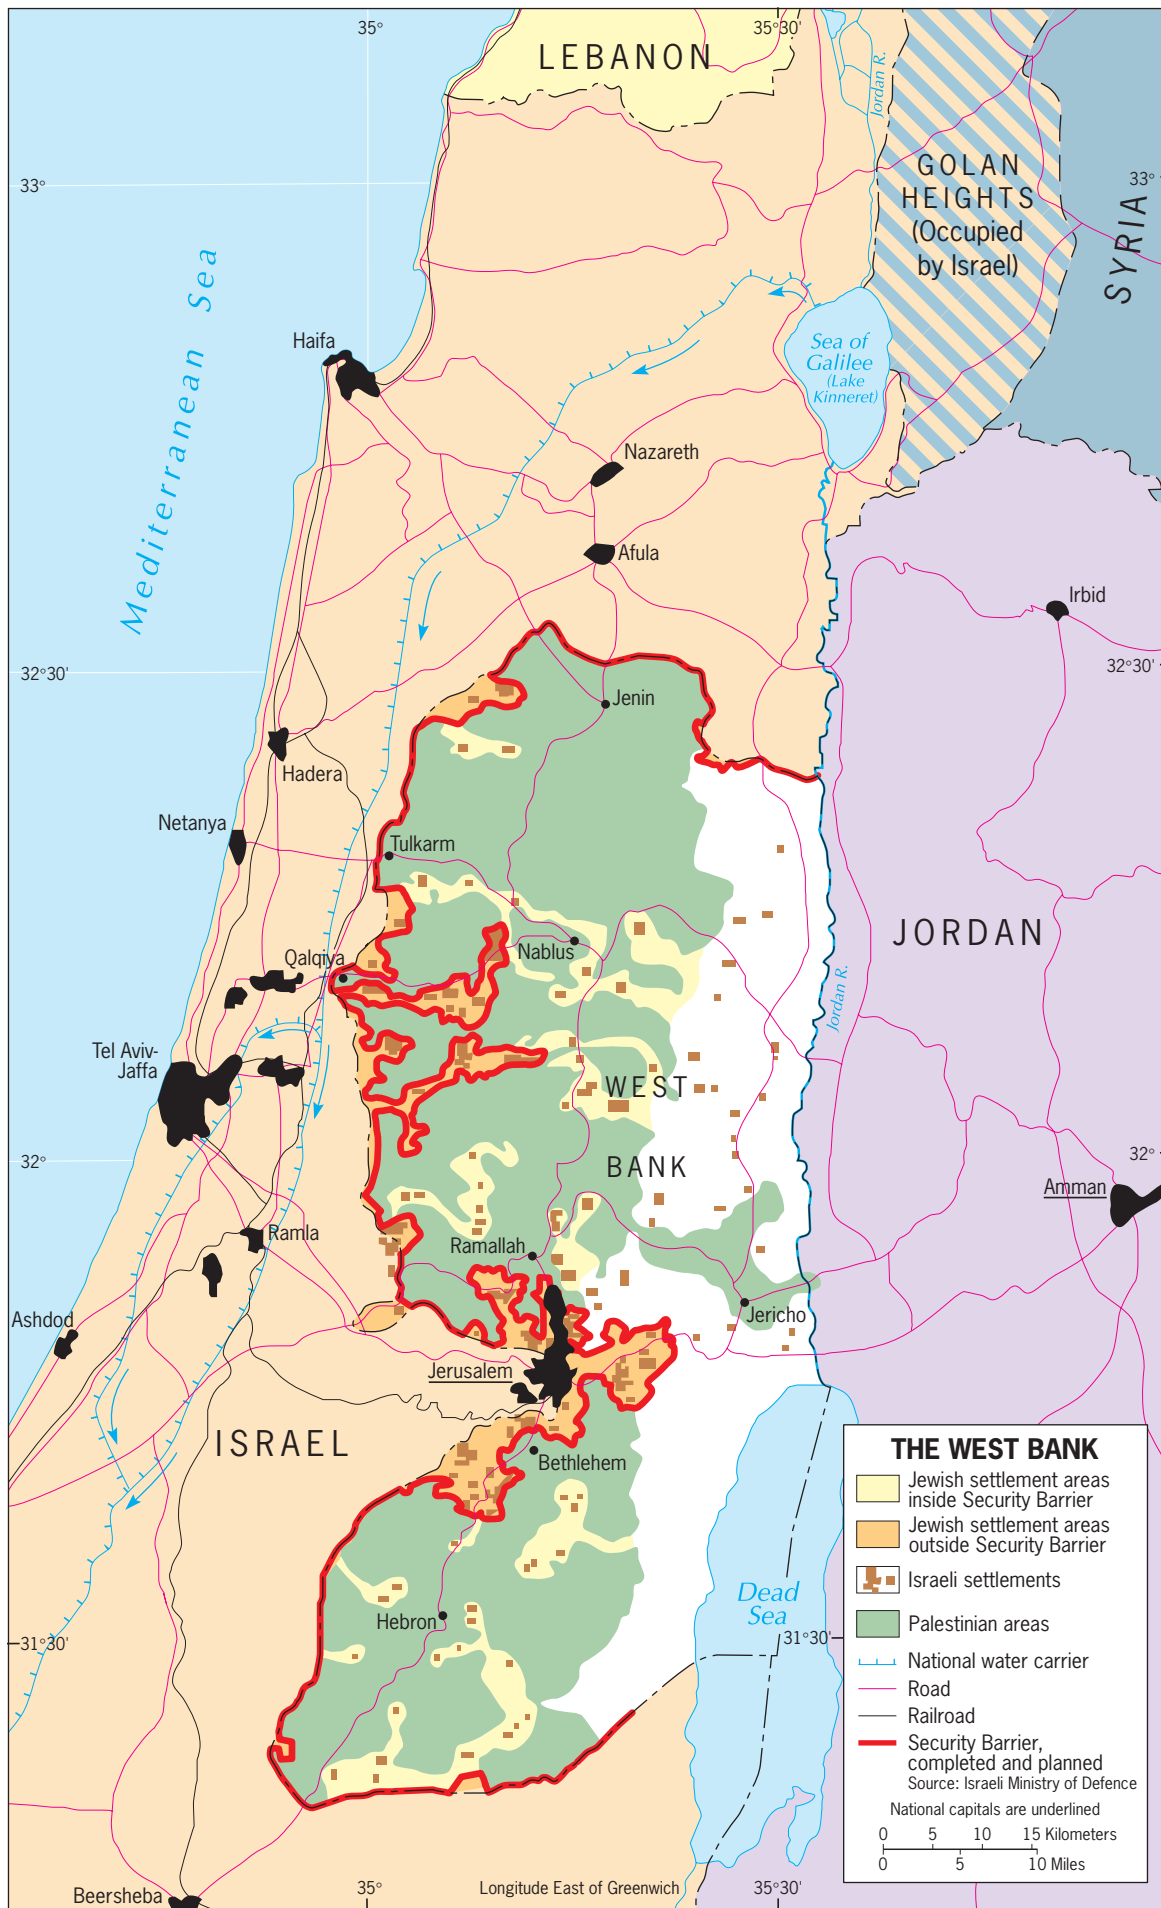 35°
35°30'
LEBANON
Jordan R.
GOLAN
HEIGHTS
(Occupied
by Israel)
33°
33°
SYRIA
Mediterranean Sea
Haifa
Sea of
Galilee
(Lake
Kinneret)
Nazareth
Afula
Irbid
32°30'
32°30'
Jenin
Hadera
Netanya
Tulkarm
JORDAN
Nablus
Qalqiya
Jordan R.
Tel Aviv-
Jaffa
WEST
BANK
32°
32°
Amman
Ramla
Ramallah
Ashdod
Jericho
Jerusalem
ISRAEL
Bethlehem
Hebron
Dead
Sea
31°30'
31°30'
Beersheba
35°
Longitude East of Greenwich
35°30'
THE WEST BANK
Jewish settlement areas
inside Security Barrier
Jewish settlement areas
outside Security Barrier
Israeli settlements
Palestinian areas
National water carrier
Road
Railroad
Security Barrier,
completed and planned
Source: Israeli Ministry of Defence
National capitals are underlined
0 5 10 15 Kilometers
0 5 10 Miles